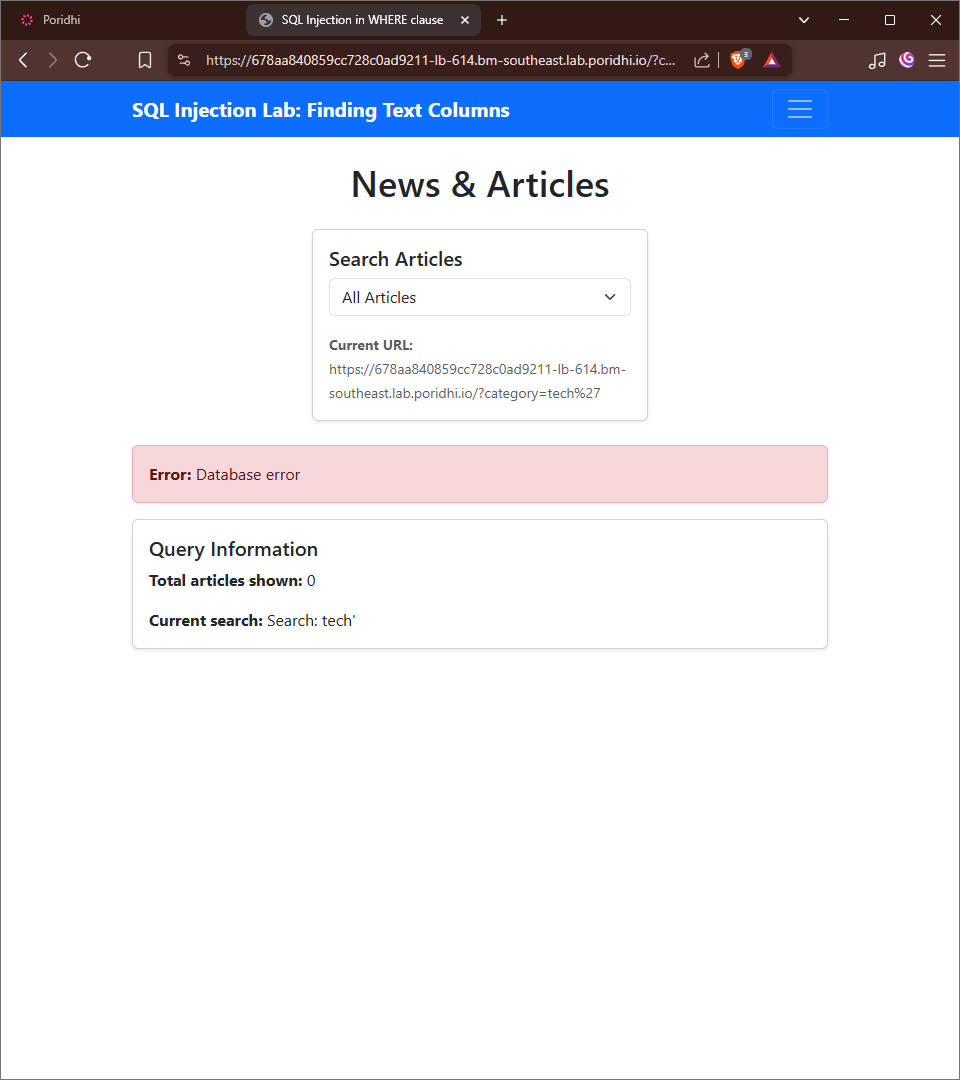 Poridhi
SQL Injection in WHERE clause
https://678aa840859cc728c0ad9211-lb-614.bm-southeast.lab.poridhi.io/?c...
3
SQL Injection Lab: Finding Text Columns
News & Articles
Search Articles
All Articles
Current URL:
https://678aa840859cc728c0ad9211-lb-614.bm-
southeast.lab.poridhi.io/?category=tech%27
Error: Database error
Query Information
Total articles shown: 0
Current search: Search: tech'